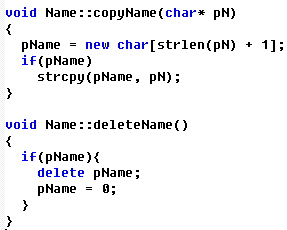 void Name::copyName(char* pN)
{
  pName = new char[strlen(pN) + 1];
  if(pName)
    strcpy(pName, pN);
}

void Name::deleteName()
{
  if(pName){
    delete pName;
    pName = 0;
  }
}